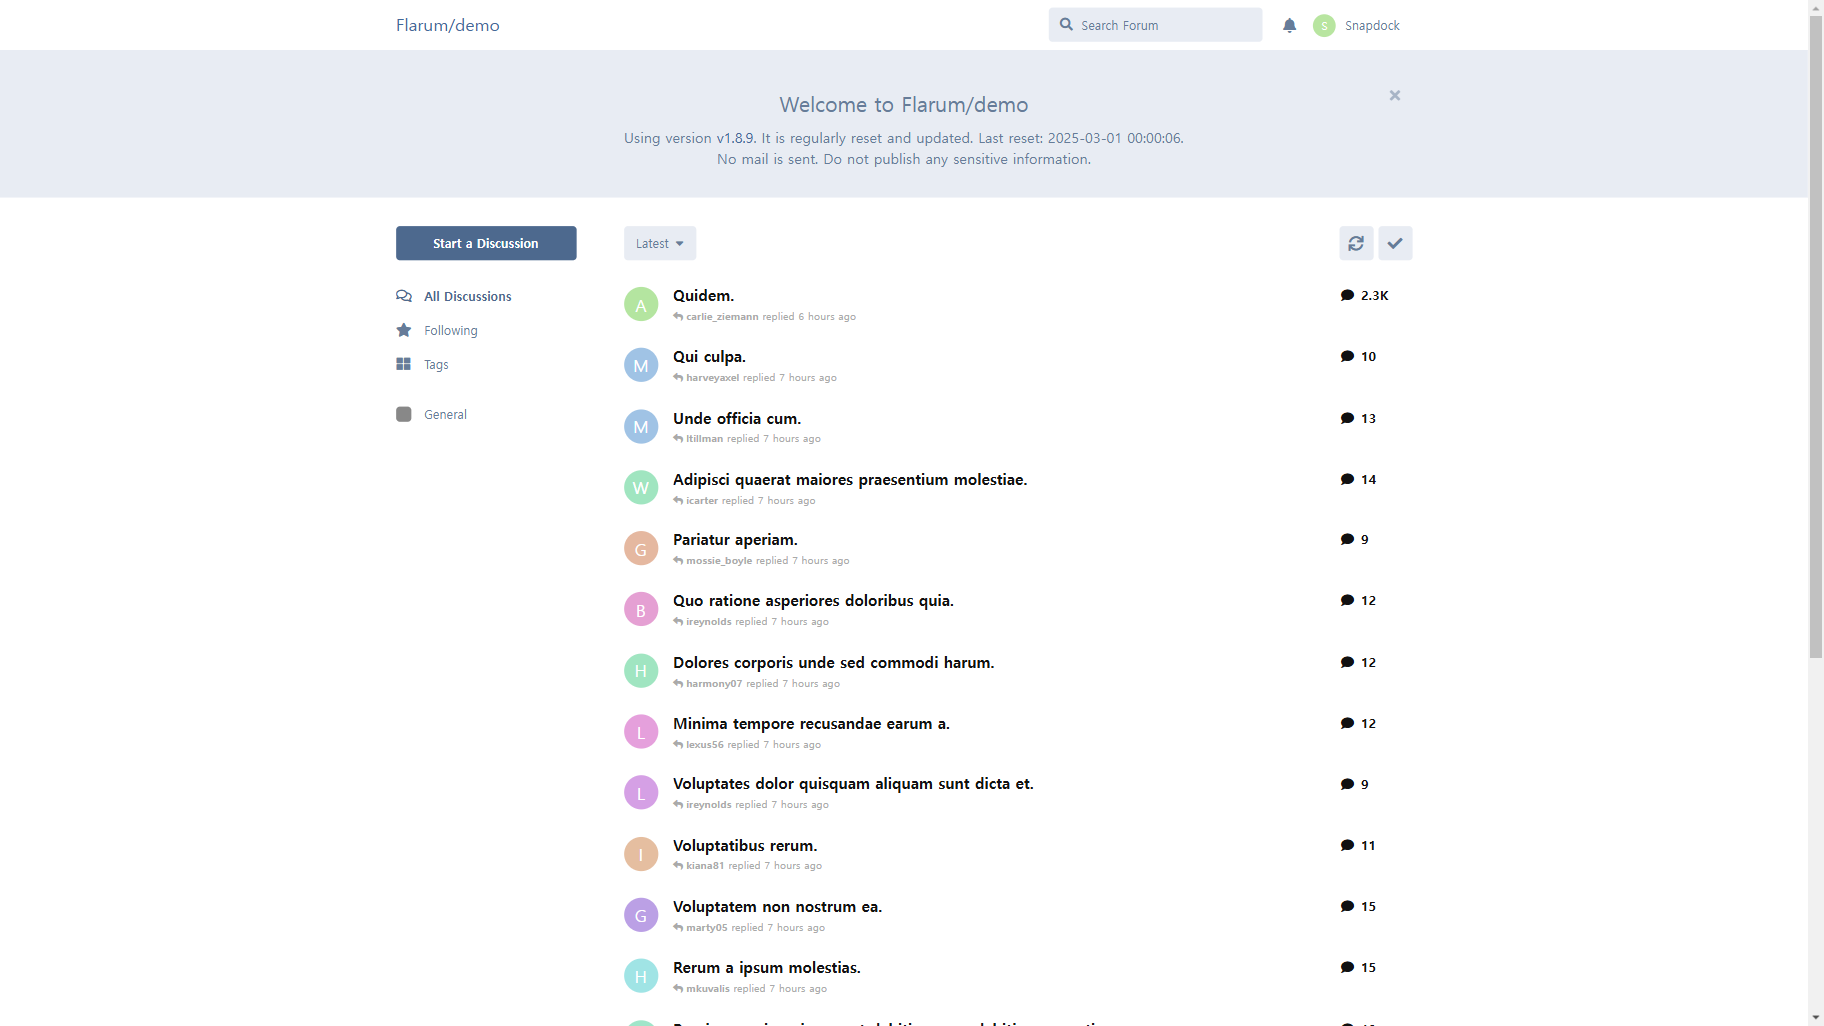 Flarum/demo
Search Forum
S
Snapdock
Welcome to Flarum/demo
Using version v1.8.9. It is regularly reset and updated. Last reset: 2025-03-01 00:00:06.
No mail is sent. Do not publish any sensitive information.
Start a Discussion
All Discussions
Following
Tags
General
Latest
A
Quidem.
2.3K
carlie_ziemann replied 6 hours ago
M
Qui culpa.
10
harveyaxel replied 7 hours ago
M
Unde officia cum.
13
ltillman replied 7 hours ago
W
Adipisci quaerat maiores praesentium molestiae.
14
icarter replied 7 hours ago
G
Pariatur aperiam.
9
mossie_boyle replied 7 hours ago
B
Quo ratione asperiores doloribus quia.
12
ireynolds replied 7 hours ago
H
Dolores corporis unde sed commodi harum.
12
harmony07 replied 7 hours ago
L
Minima tempore recusandae earum a.
12
lexus56 replied 7 hours ago
L
Voluptates dolor quisquam aliquam sunt dicta et.
9
ireynolds replied 7 hours ago
I
Voluptatibus rerum.
11
kiana81 replied 7 hours ago
G
Voluptatem non nostrum ea.
15
marty05 replied 7 hours ago
H
Rerum a ipsum molestias.
15
mkuvalis replied 7 hours ago